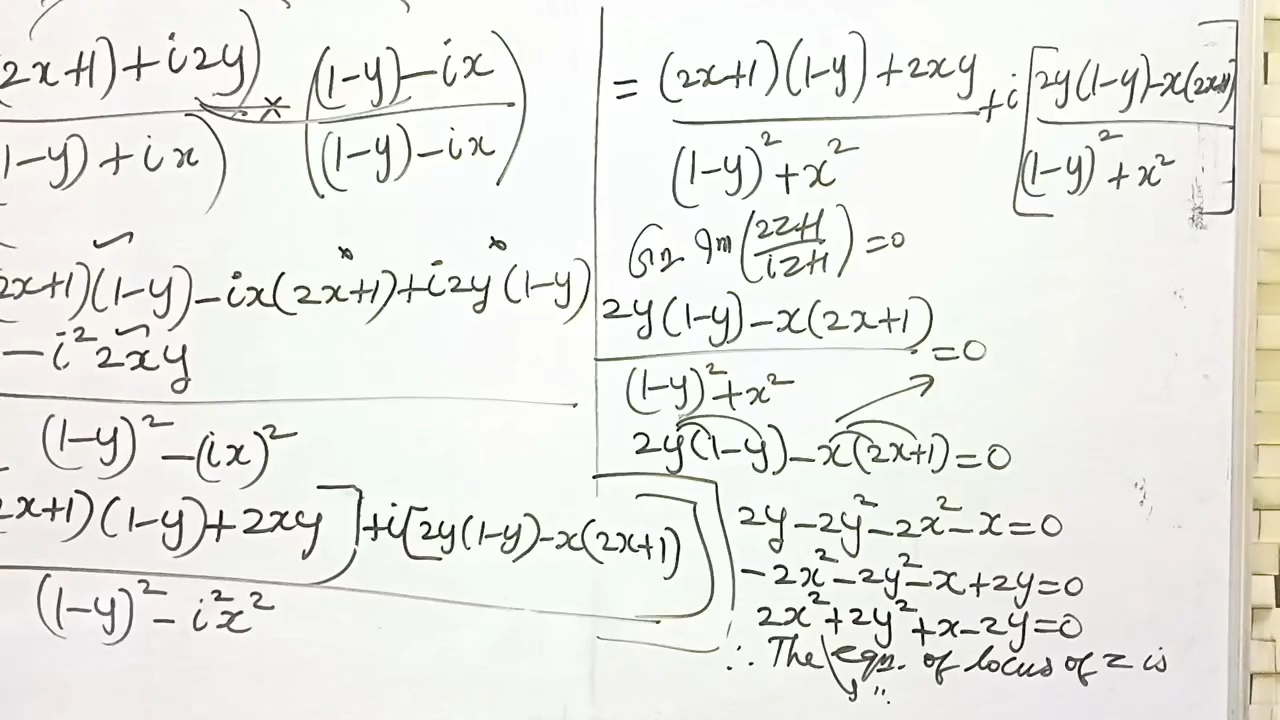 2x+1)+i2y) × ((1-y)-ix)
1-y)+ix) ((1-y)-ix)
2x+1)(1-y)-ix(2x+1)+i2y(1-y)
-i²2xy
(1-y)²-(ix)²
2x+1)(1-y)+2xy]+i[2y(1-y)-x(2x+1)]
(1-y)²-i²x²
= (2x+1)(1-y)+2xy +i[2y(1-y)-x(2x+1)
(1-y)²+x² (1-y)²+x²]
Gn Im(2z+1/iz+1)=0
2y(1-y)-x(2x+1) =0
(1-y)²+x²
2y(1-y)-x(2x+1)=0
2y-2y²-2x²-x=0
-2x²-2y²-x+2y=0
2x²+2y²+x-2y=0
∴ The eqn. of locus of z is